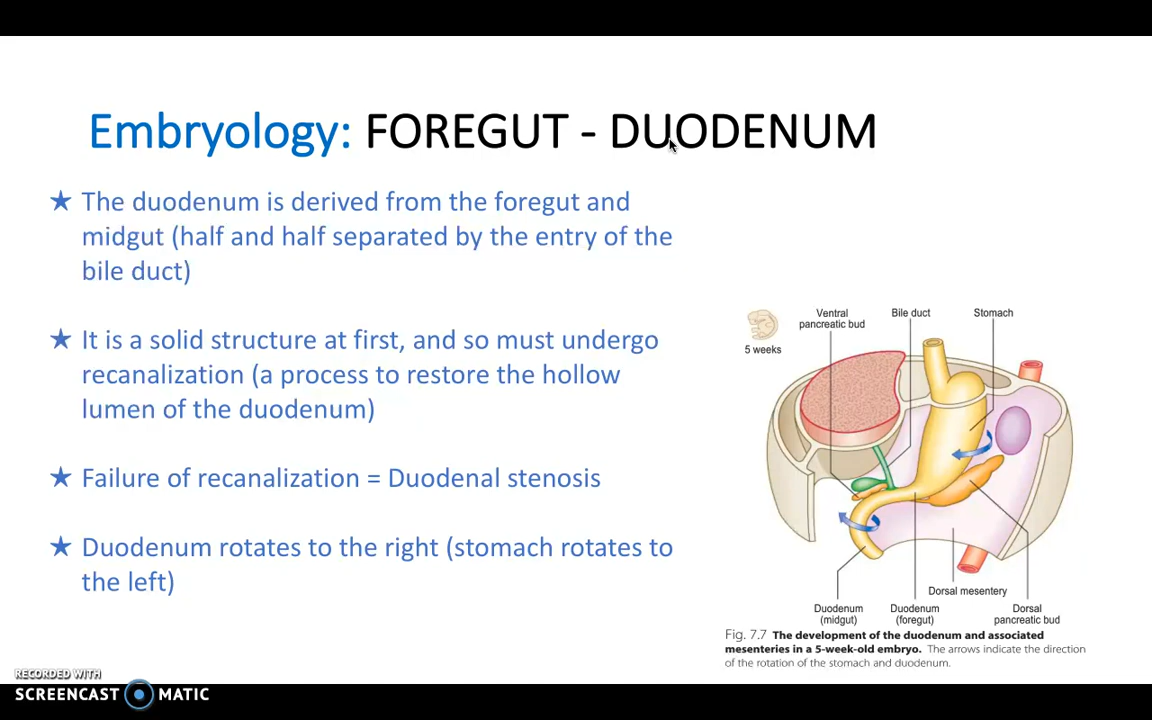 Embryology: FOREGUT - DUODENUM
★ The duodenum is derived from the foregut and
midgut (half and half separated by the entry of the
bile duct)
★ It is a solid structure at first, and so must undergo
recanalization (a process to restore the hollow
lumen of the duodenum)
★ Failure of recanalization = Duodenal stenosis
★ Duodenum rotates to the right (stomach rotates to
the left)
5 weeks
Ventral
pancreatic bud
Bile duct
Stomach
Dorsal mesentery
Duodenum
(midgut)
Duodenum
(foregut)
Dorsal
pancreatic bud
Fig. 7.7 The development of the duodenum and associated
mesenteries in a 5-week-old embryo. The arrows indicate the direction
of the rotation of the stomach and duodenum.
RECORDED WITH
SCREENCAST MATIC